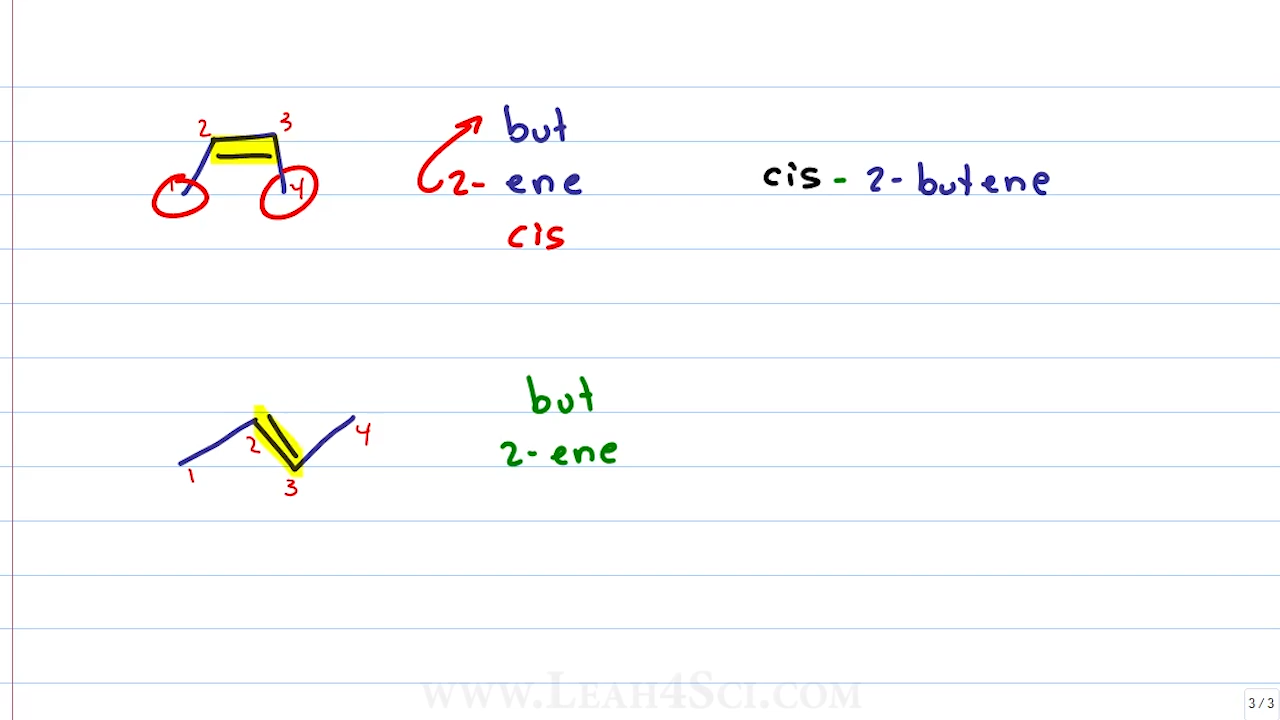 2 3
1 4
but
2- ene
cis
cis - 2- butene
1 2 3 4
but
2- ene
www.Leah4Sci.com
3 / 3